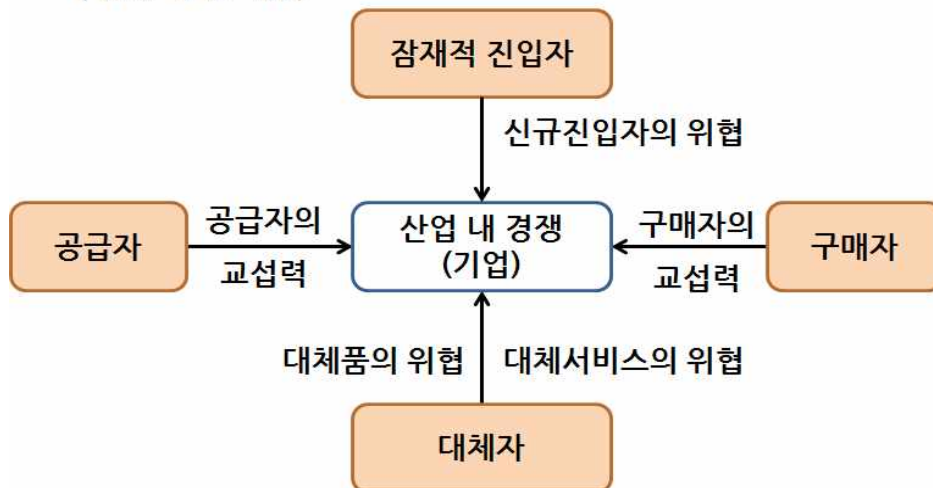 잠재적 진입자
신규진입자의 위협
공급자
공급자의
교섭력
산업 내 경쟁
(기업)
구매자의
교섭력
구매자
대체품의 위협
대체서비스의 위협
대체자